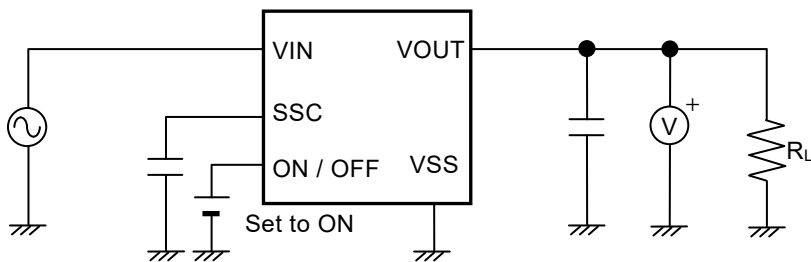 VIN
VOUT
SSC
ON / OFF
VSS
Set to ON
V
+
RL